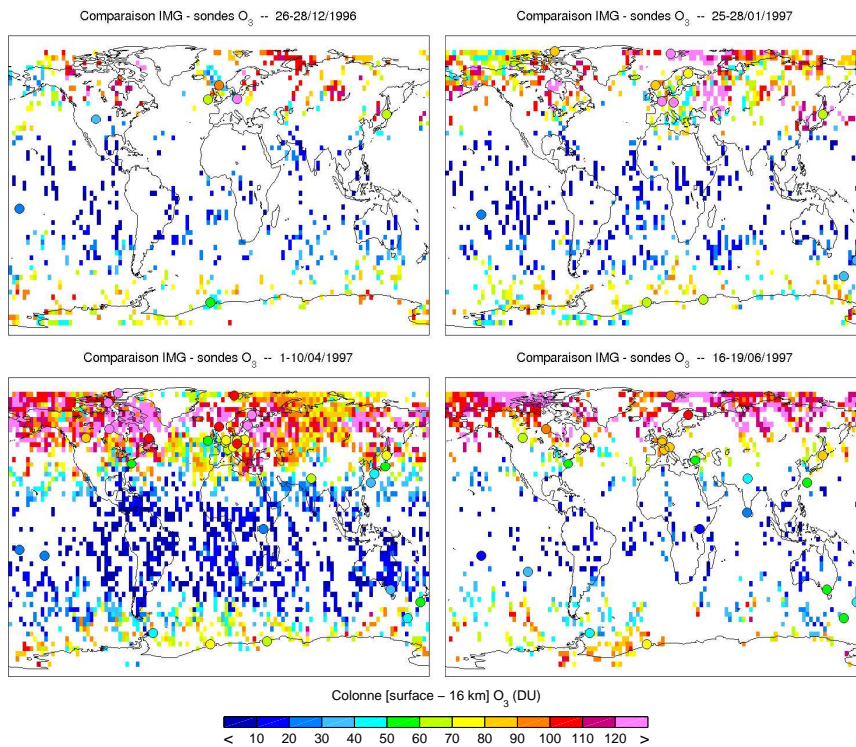 Comparaison IMG - sondes O3 -- 26-28/12/1996
Comparaison IMG - sondes O3 -- 25-28/01/1997
Comparaison IMG - sondes O3 -- 1-10/04/1997
Comparaison IMG - sondes O3 -- 16-19/06/1997
Colonne [surface – 16 km] O3 (DU)
< 10 20 30 40 50 60 70 80 90 100 110 120 >